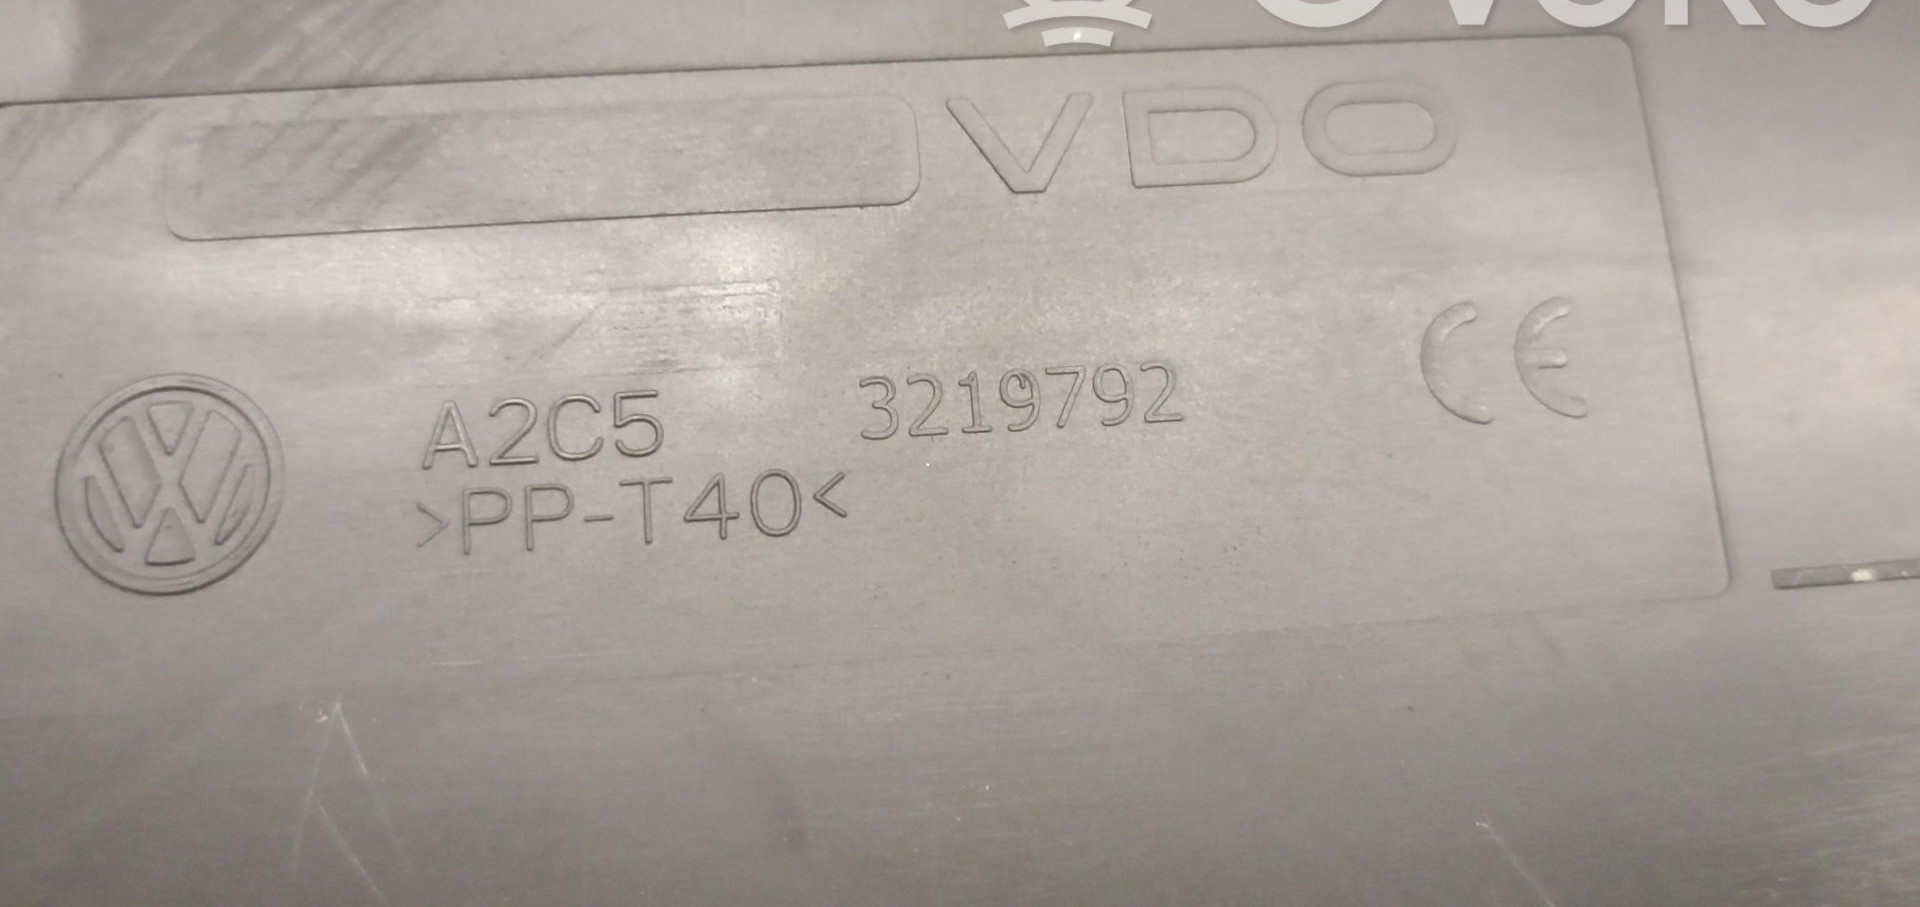 VDO
A2C5 3219792
CE
>PP-T40<